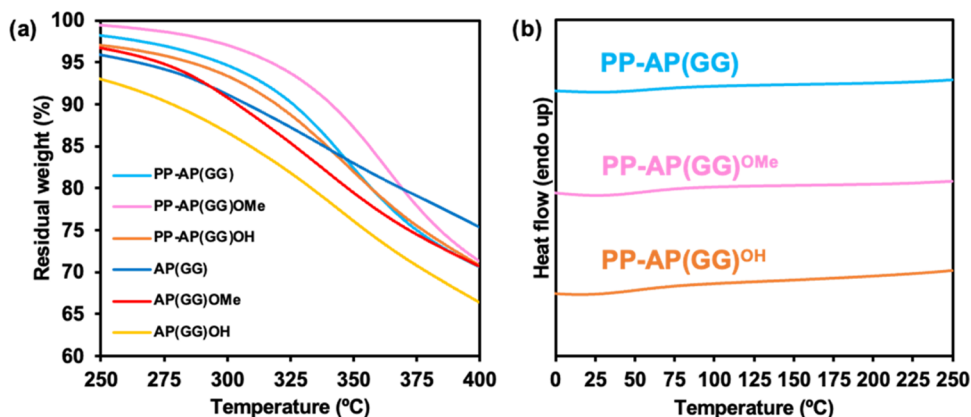 (a)
Residual weight (%)
100
95
90
85
80
75
70
65
60
PP-AP(GG)
PP-AP(GG)OMe
PP-AP(GG)OH
AP(GG)
AP(GG)OMe
AP(GG)OH
250 275 300 325 350 375 400
Temperature (ºC)
(b)
Heat flow (endo up)
PP-AP(GG)
PP-AP(GG)ᴼᴹᵉ
PP-AP(GG)ᴼᴴ
0 25 50 75 100 125 150 175 200 225 250
Temperature (ºC)